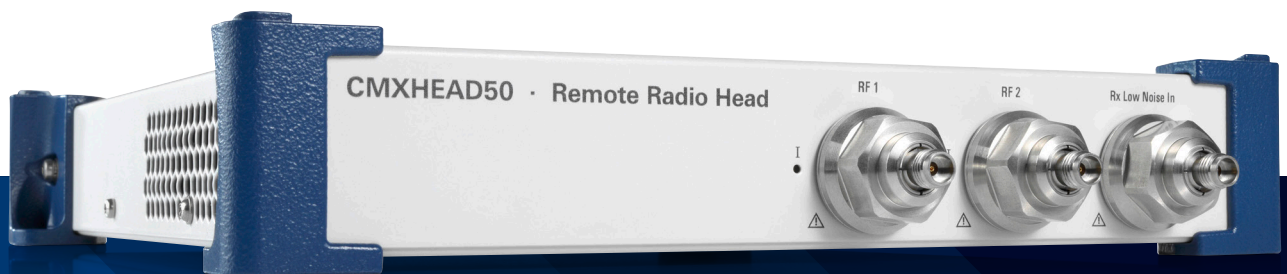 CMXHEAD50 · Remote Radio Head
RF 1
RF 2
Rx Low Noise In
I